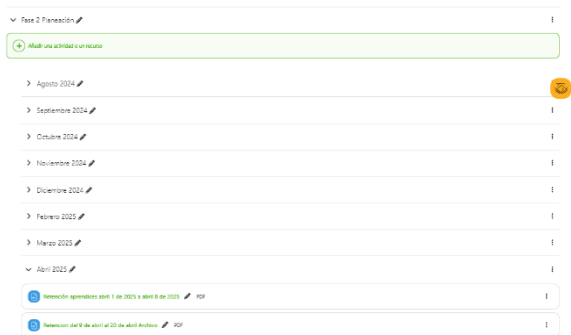 Fase 2 Planeación
Añadir una actividad o un recurso
Agosto 2024
Septiembre 2024
Octubre 2024
Noviembre 2024
Diciembre 2024
Febrero 2025
Marzo 2025
Abril 2025
Retención aprendices abril 1 de 2025 a abril 8 de 2025 PDF
Retencion del 9 de abril al 20 de abril Archivo PDF